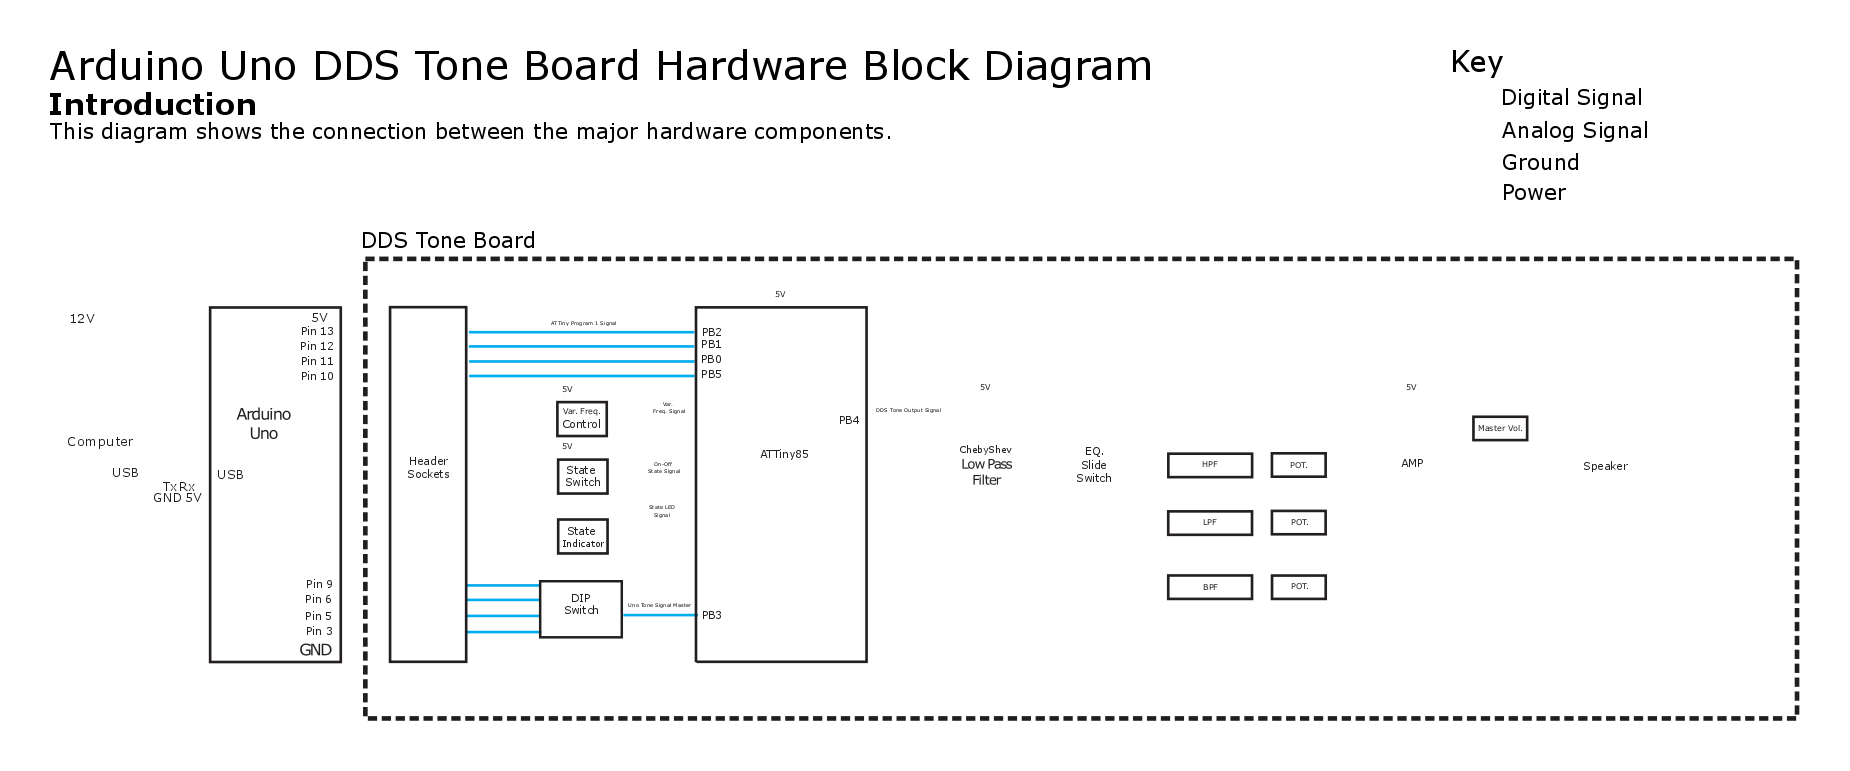 Arduino Uno DDS Tone Board Hardware Block Diagram
Introduction
This diagram shows the connection between the major hardware components.
Key
Digital Signal
Analog Signal
Ground
Power
DDS Tone Board
12V
Computer
USB
TxRx
GND 5V
USB
Arduino
Uno
5V
Pin 13
Pin 12
Pin 11
Pin 10
Pin 9
Pin 6
Pin 5
Pin 3
GND
Header
Sockets
ATTiny Program 1 Signal
5V
Var. Freq.
Control
5V
State
Switch
State
Indicator
DIP
Switch
Var.
Freq. Signal
On-Off
State Signal
State LED
Signal
Uno Tone Signal Master
5V
PB2
PB1
PB0
PB5
PB4
ATTiny85
PB3
DDS Tone Output Signal
5V
ChebyShev
Low Pass
Filter
EQ.
Slide
Switch
HPF
POT.
LPF
POT.
BPF
POT.
5V
AMP
Master Vol.
Speaker